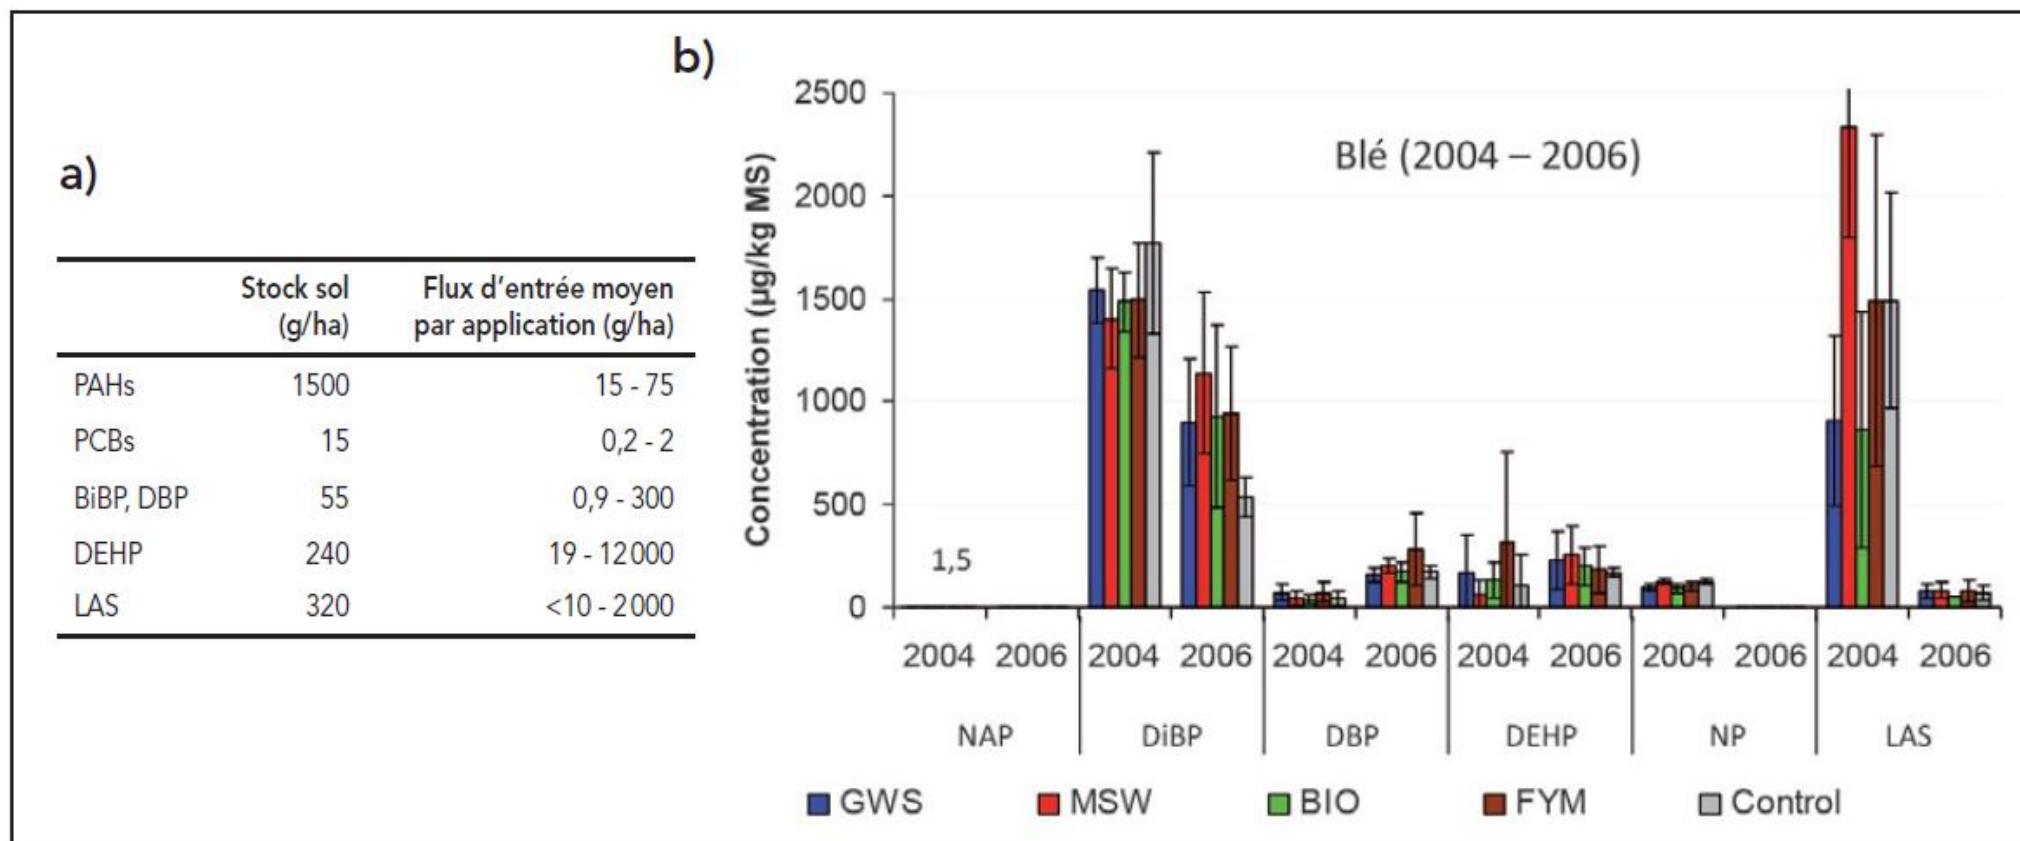 a)
Stock sol Flux d'entrée moyen
(g/ha) par application (g/ha)
PAHs 1500 15 - 75
PCBs 15 0,2 - 2
BiBP, DBP 55 0,9 - 300
DEHP 240 19 - 12000
LAS 320 <10 - 2000
b)
Concentration (µg/kg MS)
2500
2000
1500
1000
500
0
Blé (2004 – 2006)
1,5
2004 2006 2004 2006 2004 2006 2004 2006 2004 2006 2004 2006
NAP DiBP DBP DEHP NP LAS
GWS MSW BIO FYM Control